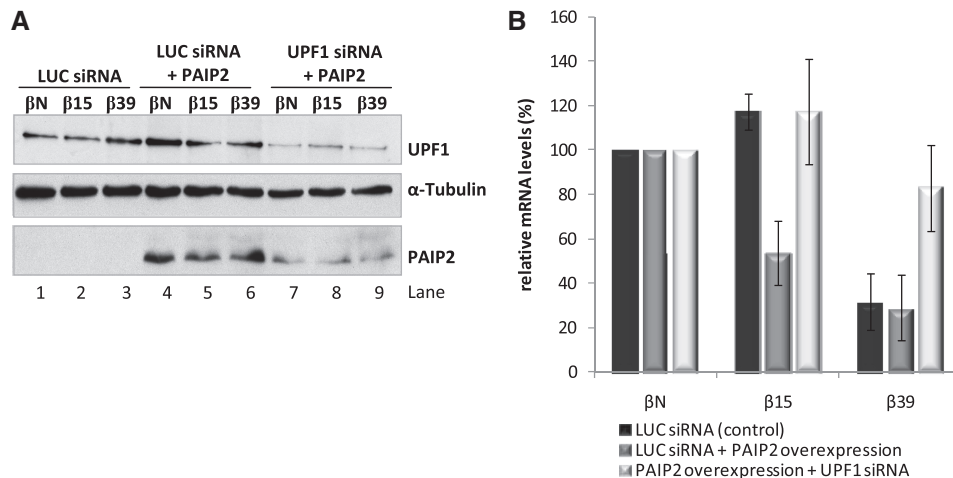 A
LUC siRNA
LUC siRNA
+ PAIP2
UPF1 siRNA
+ PAIP2
βN β15 β39 βN β15 β39 βN β15 β39
UPF1
α-Tubulin
PAIP2
1 2 3 4 5 6 7 8 9 Lane
B
relative mRNA levels (%)
160
140
120
100
80
60
40
20
0
βN β15 β39
LUC siRNA (control)
LUC siRNA + PAIP2 overexpression
PAIP2 overexpression + UPF1 siRNA